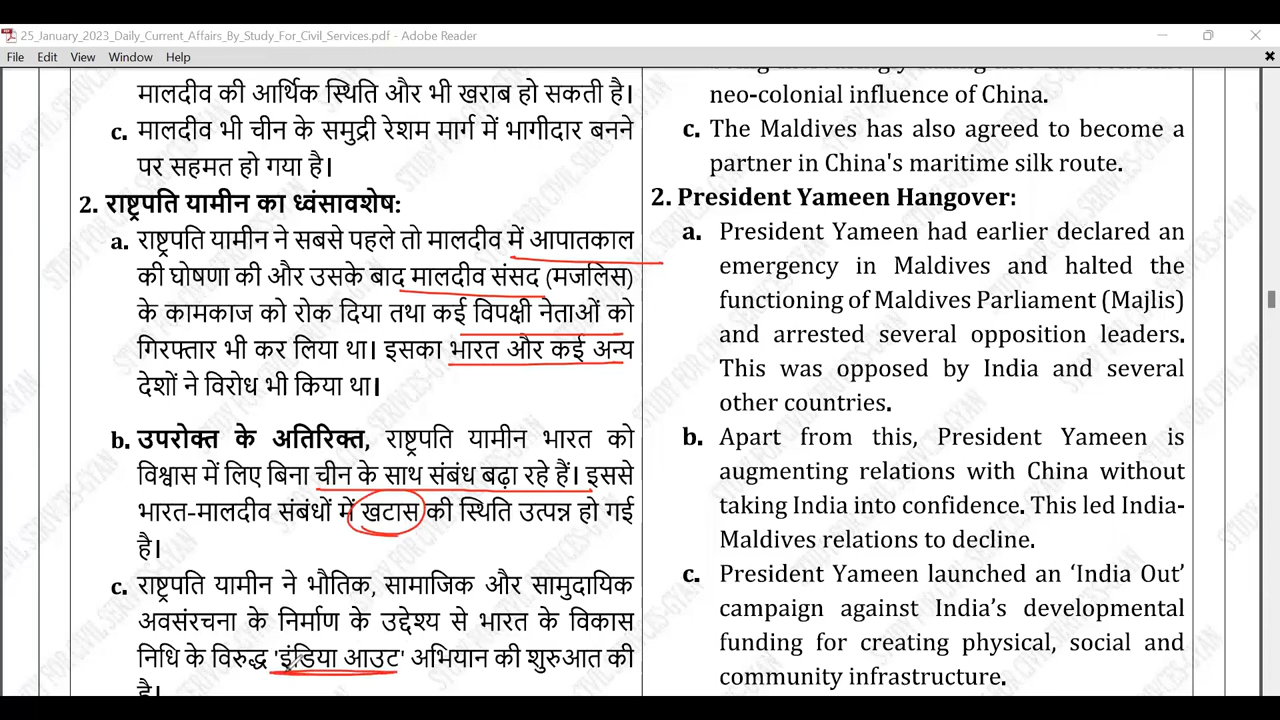 25_January_2023_Daily_Current_Affairs_By_Study_For_Civil_Services.pdf - Adobe Reader
File Edit View Window Help
मालदीव की आर्थिक स्थिति और भी खराब हो सकती है।
c. मालदीव भी चीन के समुद्री रेशम मार्ग में भागीदार बनने
पर सहमत हो गया है।
2. राष्ट्रपति यामीन का ध्वंसावशेष:
a. राष्ट्रपति यामीन ने सबसे पहले तो मालदीव में आपातकाल
की घोषणा की और उसके बाद मालदीव संसद (मजलिस)
के कामकाज को रोक दिया तथा कई विपक्षी नेताओं को
गिरफ्तार भी कर लिया था। इसका भारत और कई अन्य
देशों ने विरोध भी किया था।
b. उपरोक्त के अतिरिक्त, राष्ट्रपति यामीन भारत को
विश्वास में लिए बिना चीन के साथ संबंध बढ़ा रहे हैं। इससे
भारत-मालदीव संबंधों में खटास की स्थिति उत्पन्न हो गई
है।
c. राष्ट्रपति यामीन ने भौतिक, सामाजिक और सामुदायिक
अवसंरचना के निर्माण के उद्देश्य से भारत के विकास
निधि के विरुद्ध 'इंडिया आउट' अभियान की शुरुआत की
है।
neo-colonial influence of China.
c. The Maldives has also agreed to become a
partner in China's maritime silk route.
2. President Yameen Hangover:
a. President Yameen had earlier declared an
emergency in Maldives and halted the
functioning of Maldives Parliament (Majlis)
and arrested several opposition leaders.
This was opposed by India and several
other countries.
b. Apart from this, President Yameen is
augmenting relations with China without
taking India into confidence. This led India-
Maldives relations to decline.
c. President Yameen launched an ‘India Out’
campaign against India’s developmental
funding for creating physical, social and
community infrastructure.